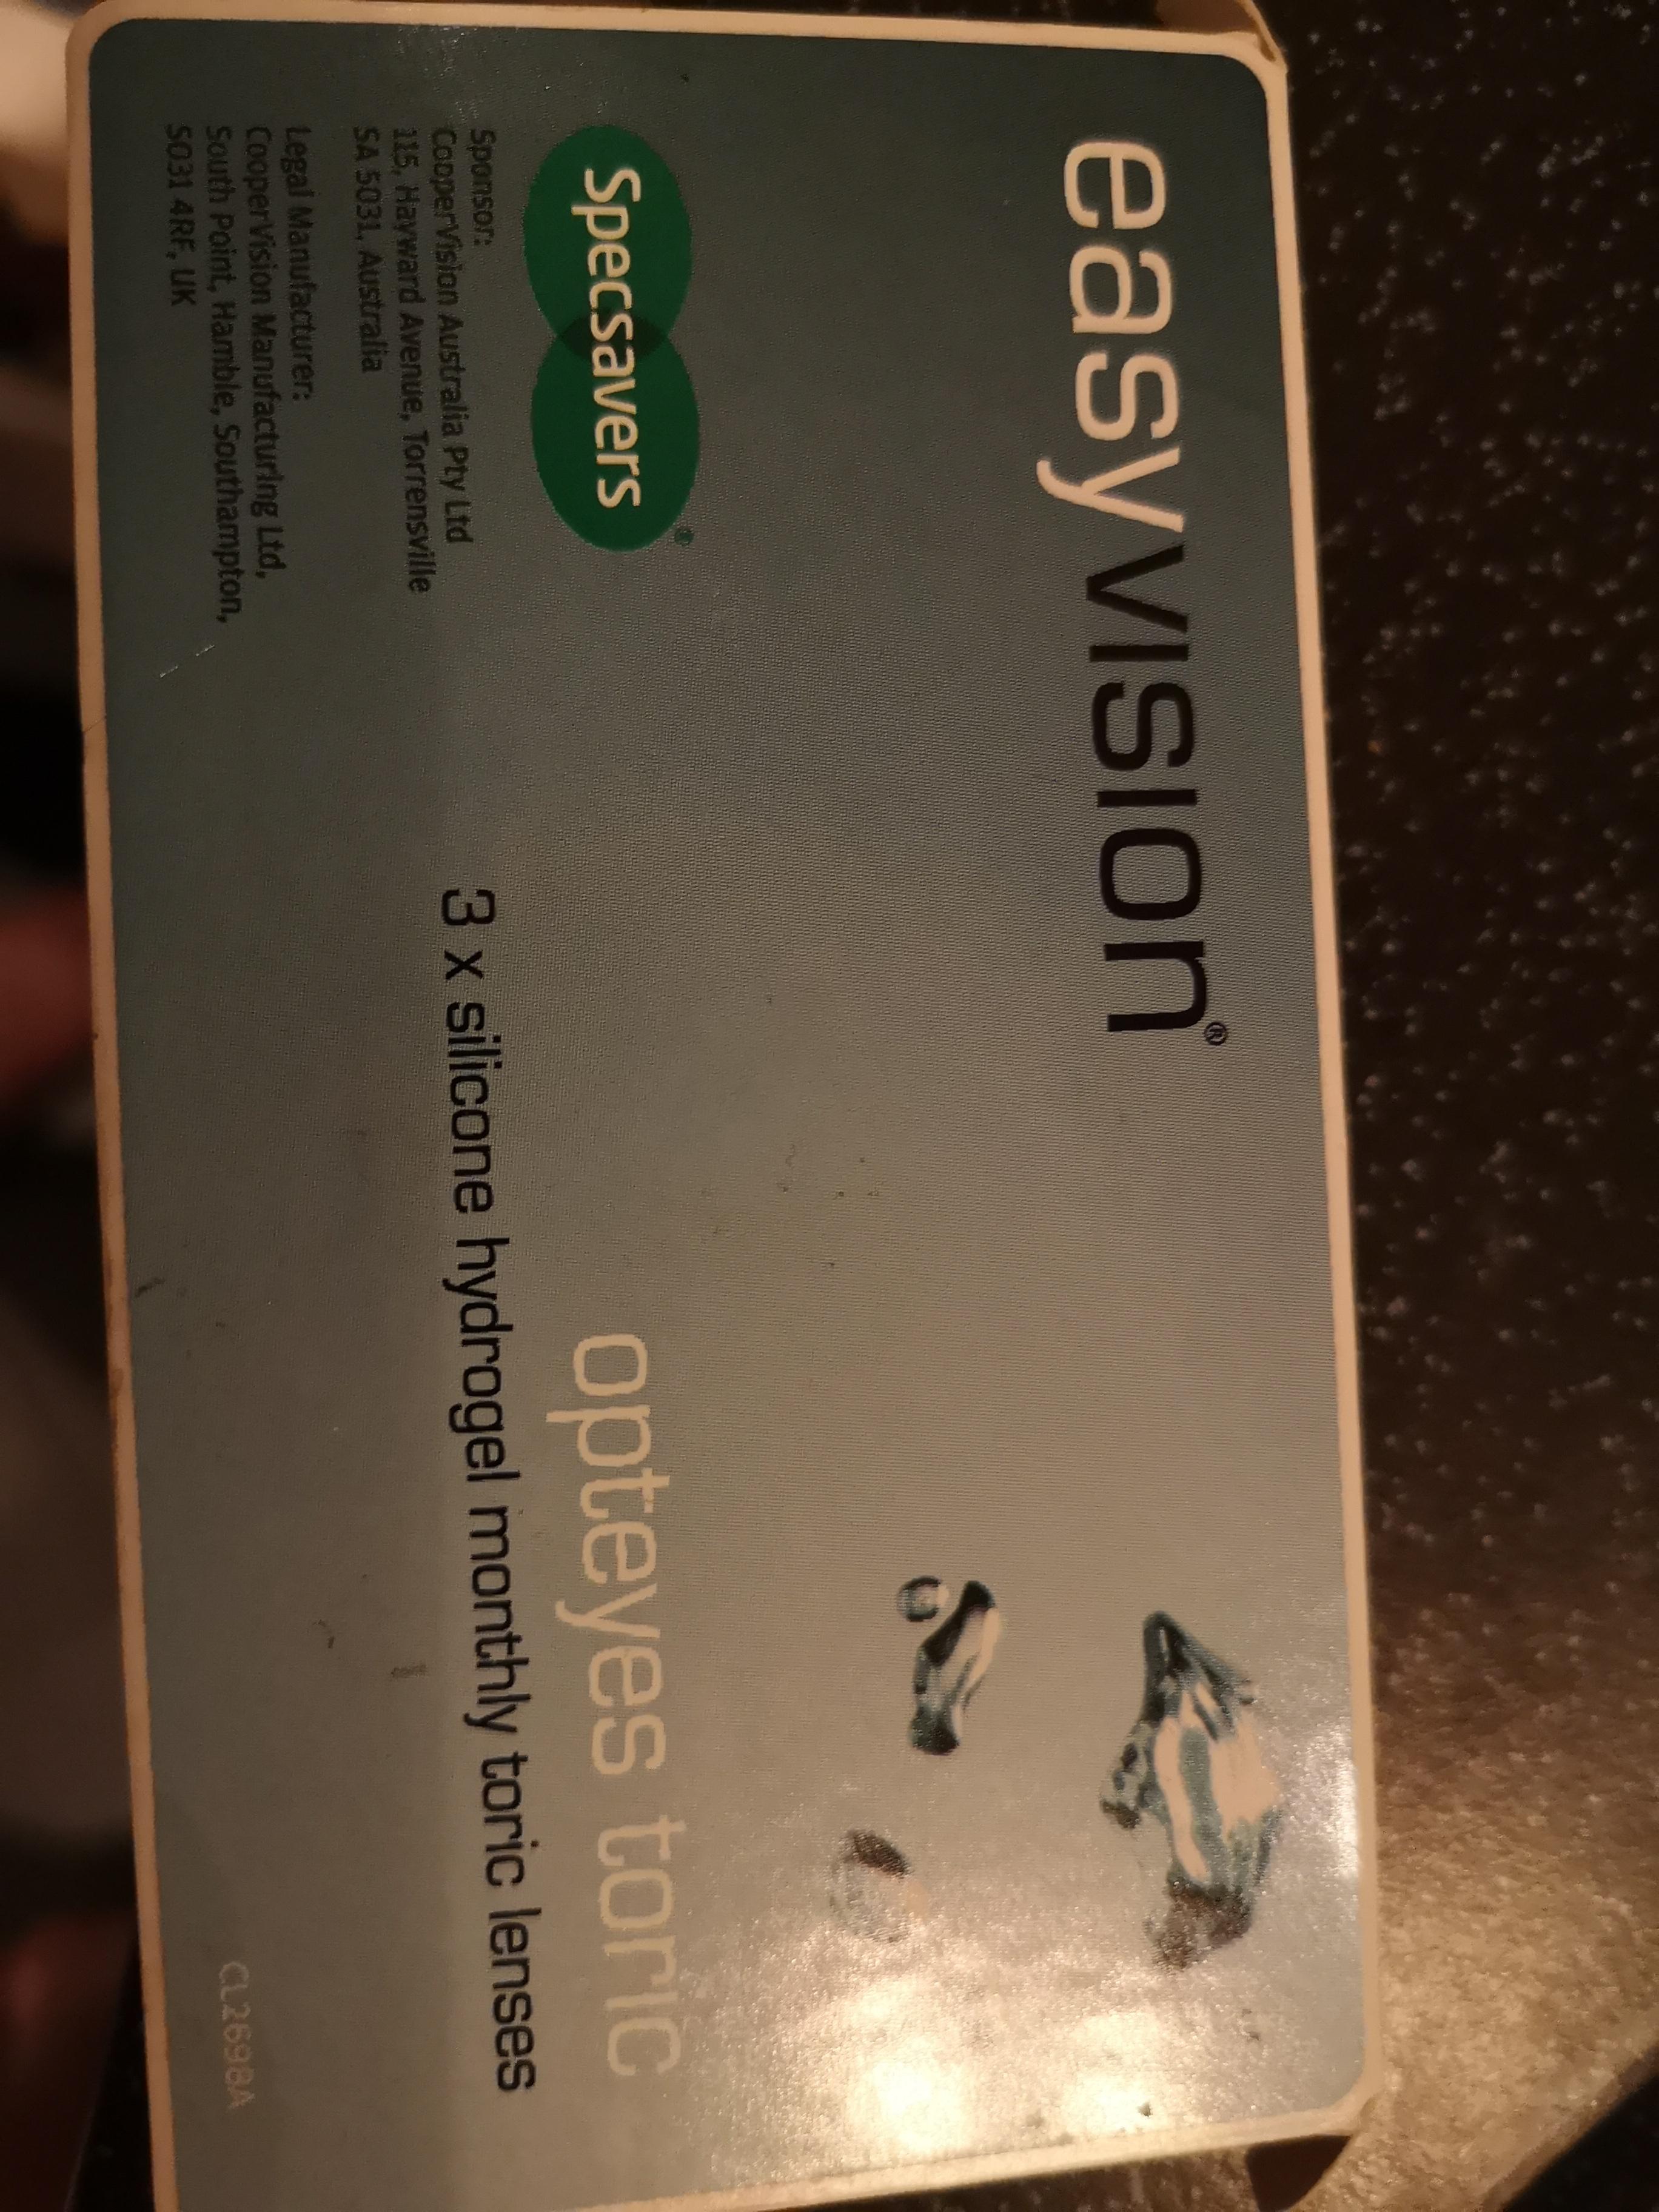 easyvision®
Specsavers®
opteyes toric
3 x silicone hydrogel monthly toric lenses
Sponsor:
CooperVision Australia Pty Ltd
115, Hayward Avenue, Torrensville
SA 5031, Australia
Legal Manufacturer:
CooperVision Manufacturing Ltd,
South Point, Hamble, Southampton,
SO31 4RF, UK
CL2698A